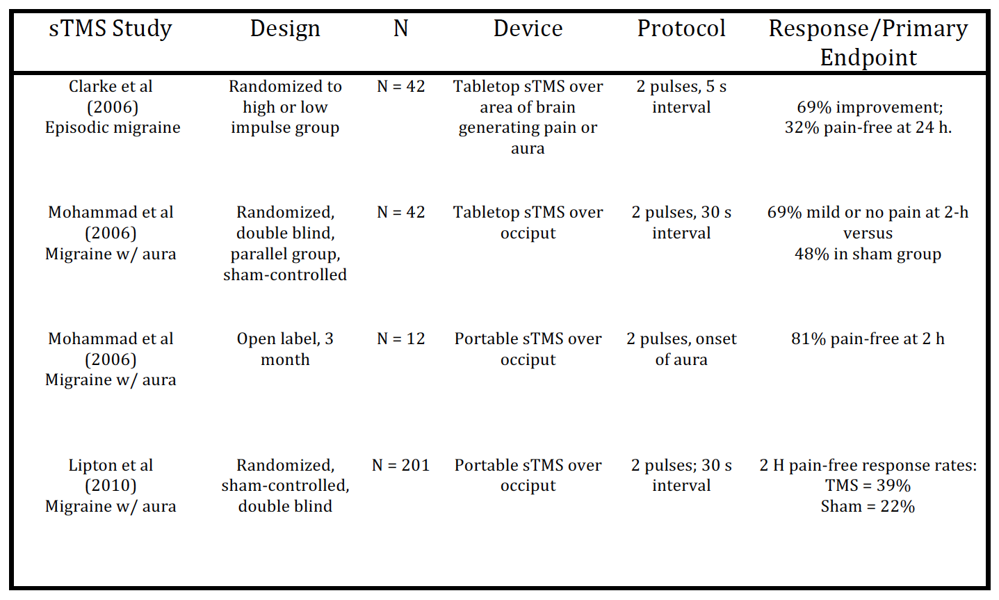 sTMS Study Design N Device Protocol Response/Primary
Endpoint
Clarke et al
(2006)
Episodic migraine
Randomized to
high or low
impulse group
N = 42
Tabletop sTMS over
area of brain
generating pain or
aura
2 pulses, 5 s
interval
69% improvement;
32% pain-free at 24 h.
Mohammad et al
(2006)
Migraine w/ aura
Randomized,
double blind,
parallel group,
sham-controlled
N = 42
Tabletop sTMS over
occiput
2 pulses, 30 s
interval
69% mild or no pain at 2-h
versus
48% in sham group
Mohammad et al
(2006)
Migraine w/ aura
Open label, 3
month
N = 12
Portable sTMS over
occiput
2 pulses, onset
of aura
81% pain-free at 2 h
Lipton et al
(2010)
Migraine w/ aura
Randomized,
sham-controlled,
double blind
N = 201
Portable sTMS over
occiput
2 pulses; 30 s
interval
2 H pain-free response rates:
TMS = 39%
Sham = 22%